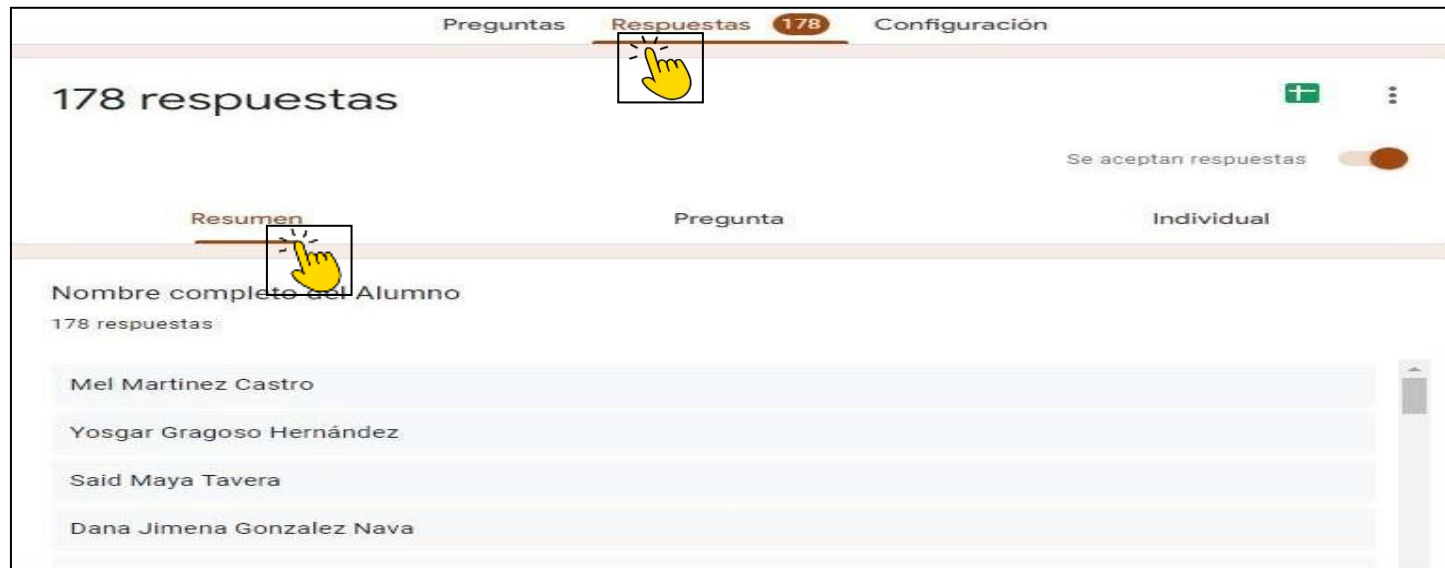 Preguntas Respuestas 178 Configuración
178 respuestas
Se aceptan respuestas
Resumen Pregunta Individual
Nombre completo del Alumno
178 respuestas
Mel Martinez Castro
Yosgar Gragoso Hernández
Said Maya Tavera
Dana Jimena Gonzalez Nava